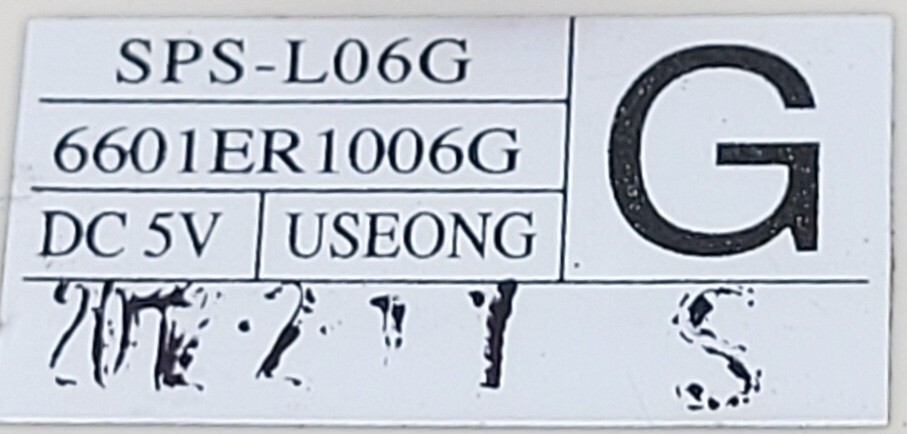 SPS-L06G
G
6601ER1006G
DC 5V USEONG
S